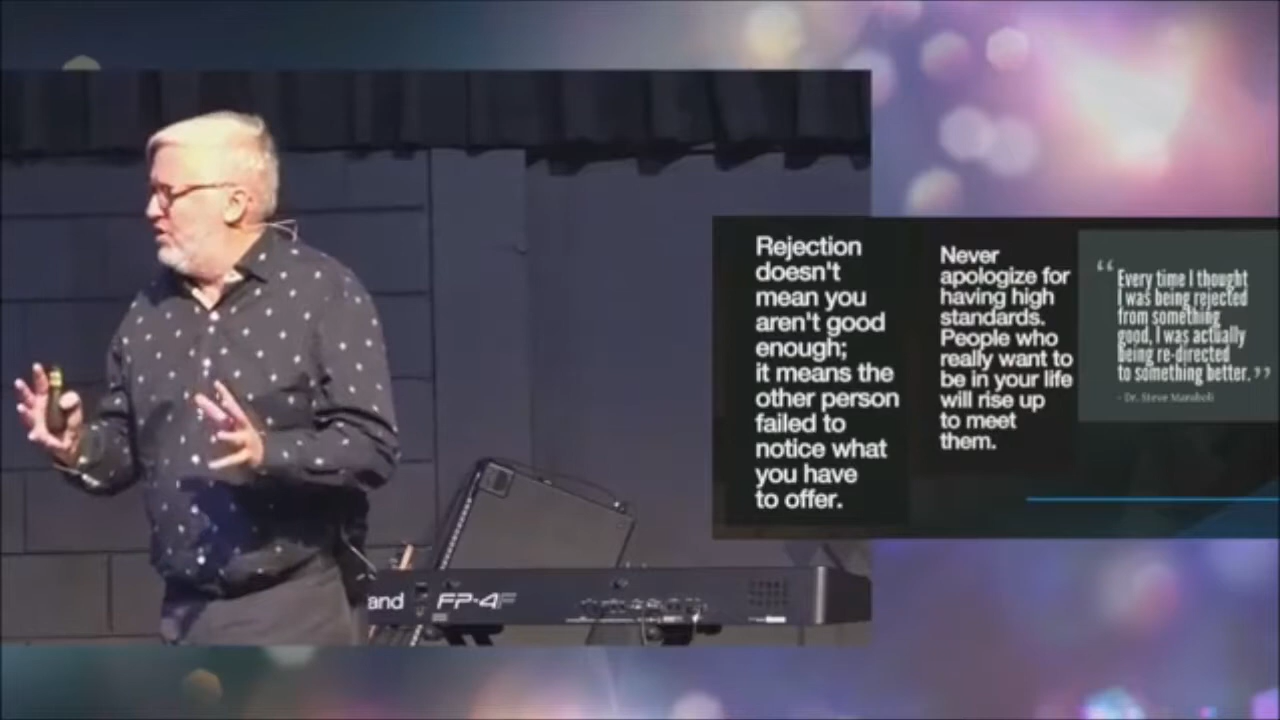 Rejection
doesn't
mean you
aren't good
enough;
it means the
other person
failed to
notice what
you have
to offer.
Never
apologize for
having high
standards.
People who
really want to
be in your life
will rise up
to meet
them.
“ Every time I thought
I was being rejected
from something
good, I was actually
being re-directed
to something better. ”
- Dr. Steve Maraboli
and FP-4F